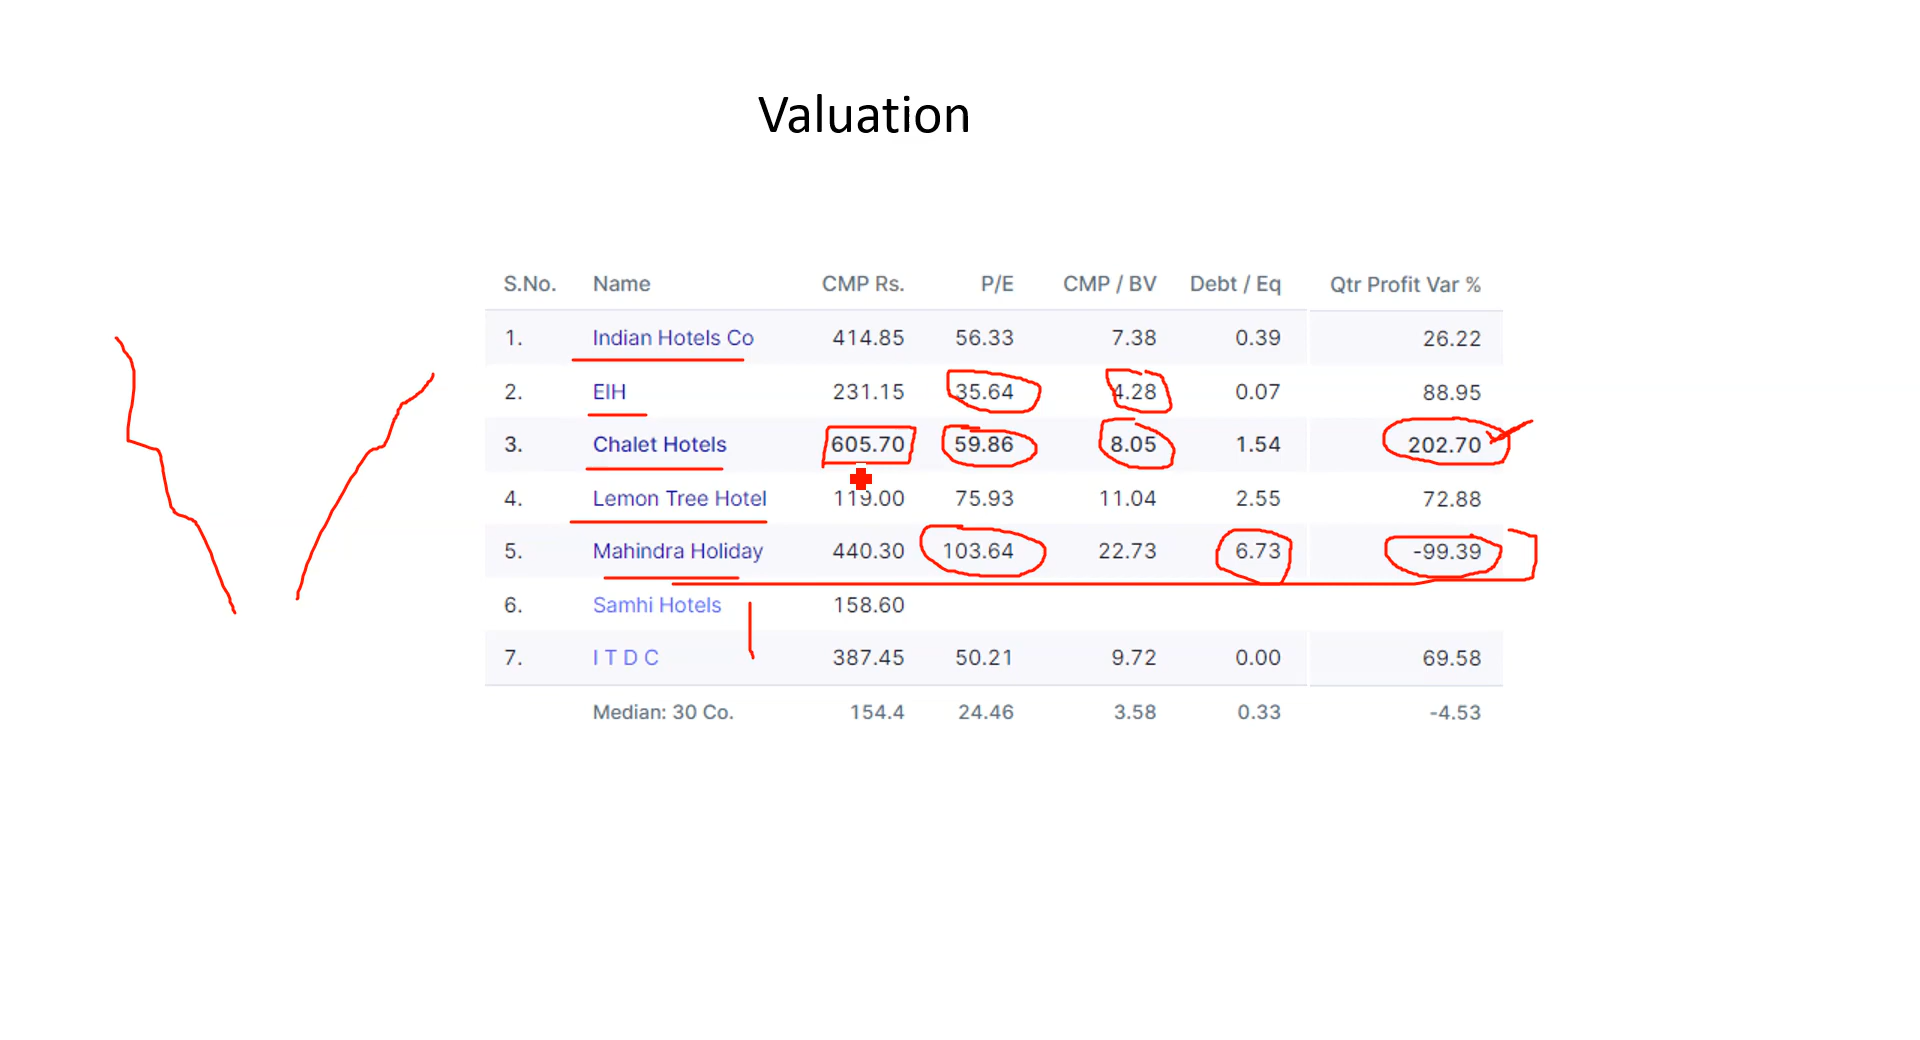 Valuation
S.No. Name CMP Rs. P/E CMP / BV Debt / Eq Qtr Profit Var %
1. Indian Hotels Co 414.85 56.33 7.38 0.39 26.22
2. EIH 231.15 35.64 4.28 0.07 88.95
3. Chalet Hotels 605.70 59.86 8.05 1.54 202.70
4. Lemon Tree Hotel 119.00 75.93 11.04 2.55 72.88
5. Mahindra Holiday 440.30 103.64 22.73 6.73 -99.39
6. Samhi Hotels 158.60
7. I T D C 387.45 50.21 9.72 0.00 69.58
Median: 30 Co. 154.4 24.46 3.58 0.33 -4.53